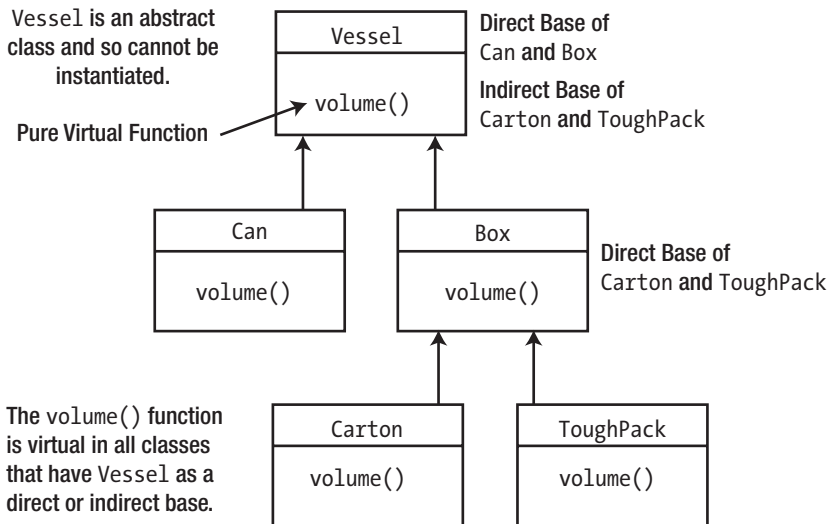 Vessel is an abstract
class and so cannot be
instantiated.
Pure Virtual Function
Vessel
volume()
Direct Base of
Can and Box
Indirect Base of
Carton and ToughPack
Can
volume()
Box
volume()
Direct Base of
Carton and ToughPack
The volume() function
is virtual in all classes
that have Vessel as a
direct or indirect base.
Carton
volume()
ToughPack
volume()